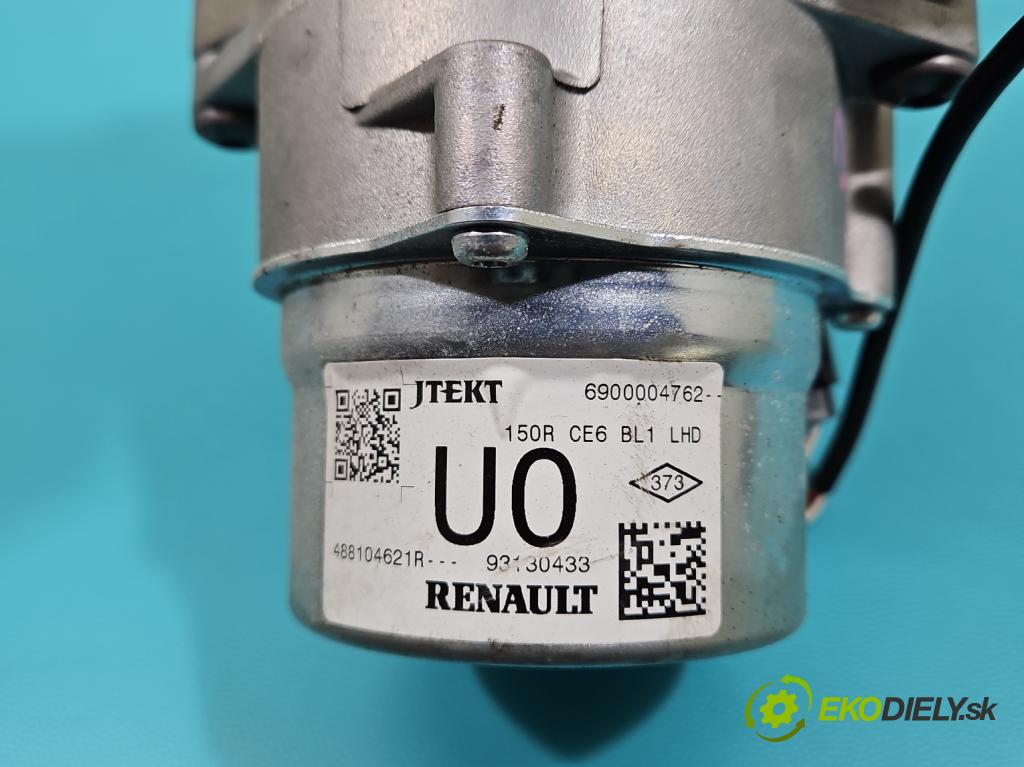 JTEKT 6900004762--
150R CE6 BL1 LHD
U0
373
488104621R--- 93130433
RENAULT
EKODIELY.sk